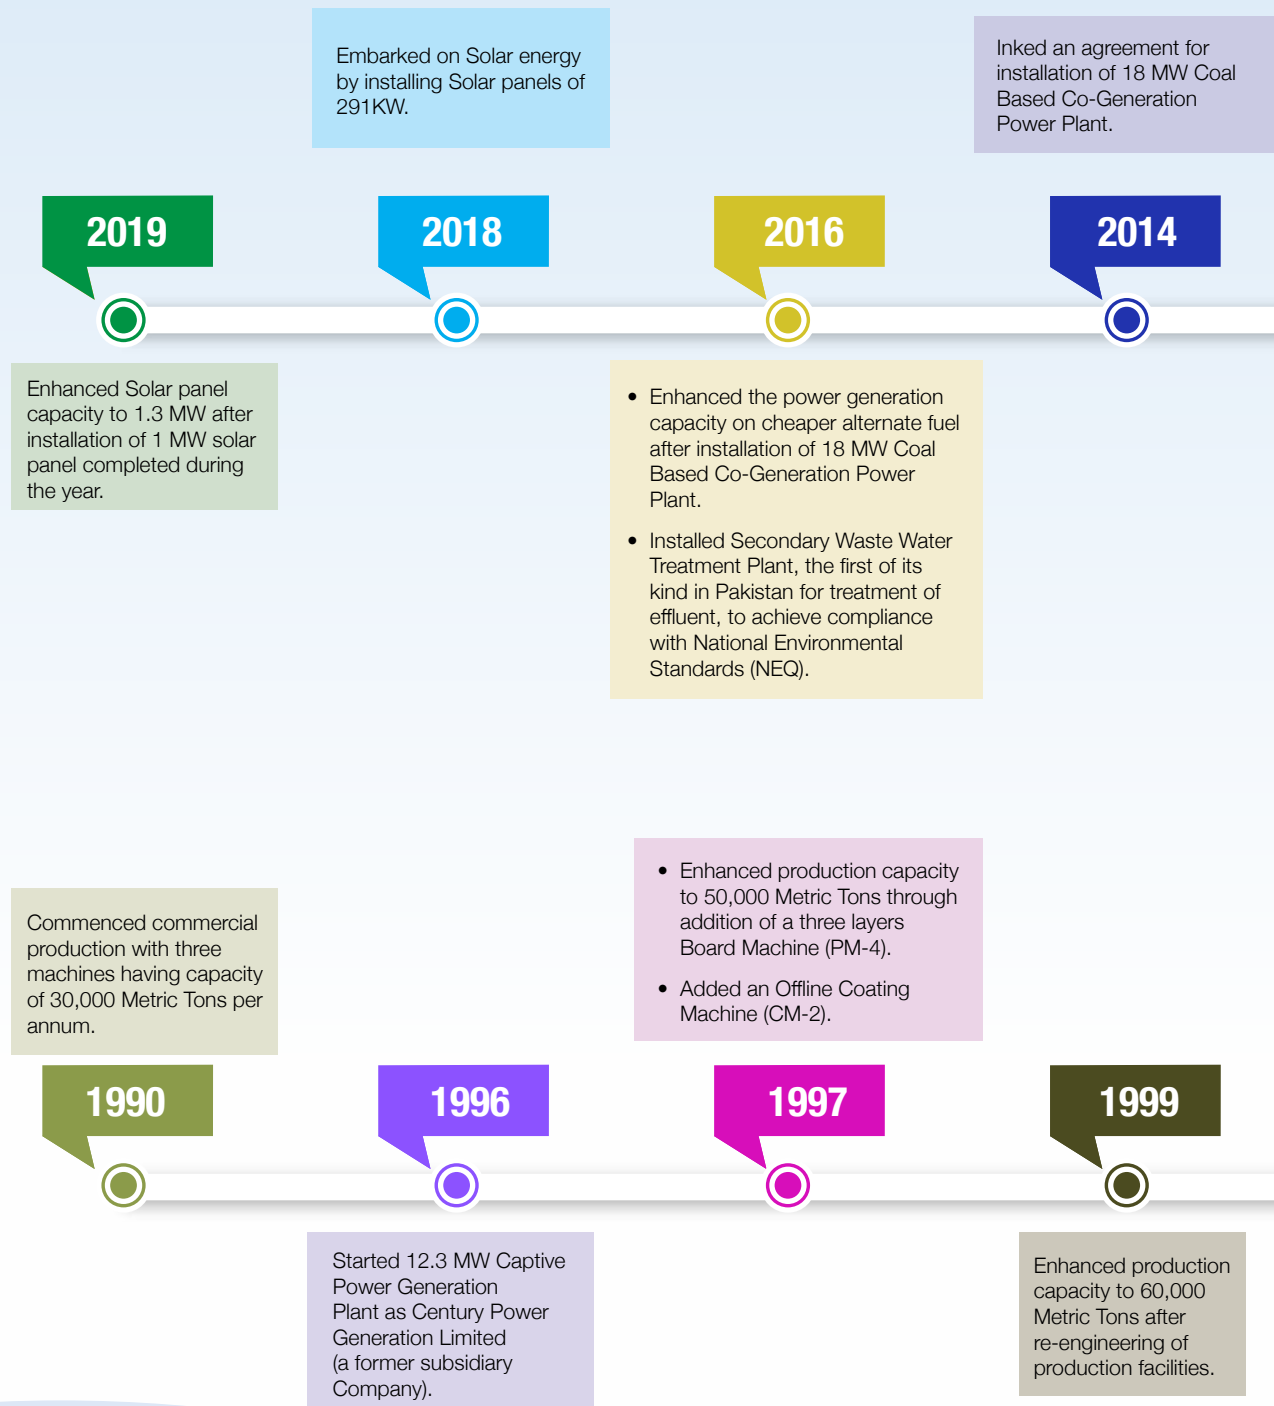 Embarked on Solar energy
by installing Solar panels of
291KW.
Inked an agreement for
installation of 18 MW Coal
Based Co-Generation
Power Plant.
2019
2018
2016
2014
Enhanced Solar panel
capacity to 1.3 MW after
installation of 1 MW solar
panel completed during
the year.
• Enhanced the power generation
capacity on cheaper alternate fuel
after installation of 18 MW Coal
Based Co-Generation Power
Plant.
• Installed Secondary Waste Water
Treatment Plant, the first of its
kind in Pakistan for treatment of
effluent, to achieve compliance
with National Environmental
Standards (NEQ).
Commenced commercial
production with three
machines having capacity
of 30,000 Metric Tons per
annum.
• Enhanced production capacity
to 50,000 Metric Tons through
addition of a three layers
Board Machine (PM-4).
• Added an Offline Coating
Machine (CM-2).
1990
1996
1997
1999
Started 12.3 MW Captive
Power Generation
Plant as Century Power
Generation Limited
(a former subsidiary
Company).
Enhanced production
capacity to 60,000
Metric Tons after
re-engineering of
production facilities.